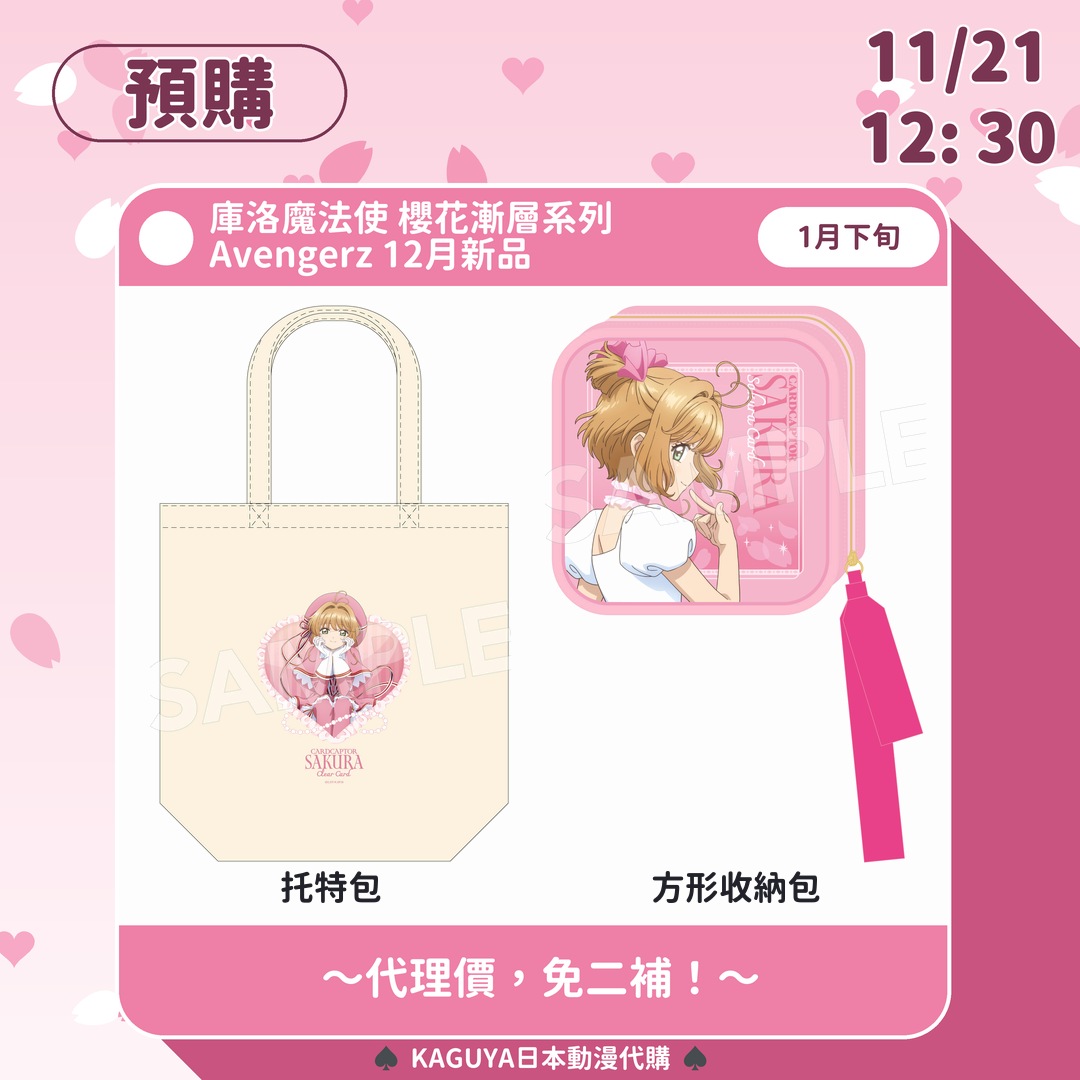 預購
11/21
12: 30
庫洛魔法使 櫻花漸層系列
Avengerz 12月新品
1月下旬
CARDCAPTOR
SAKURA
Sakura Card
SAMPLE
SAMPLE
CARDCAPTOR
SAKURA
Clear Card
托特包
方形收納包
～代理價，免二補！～
♠ KAGUYA日本動漫代購 ♠